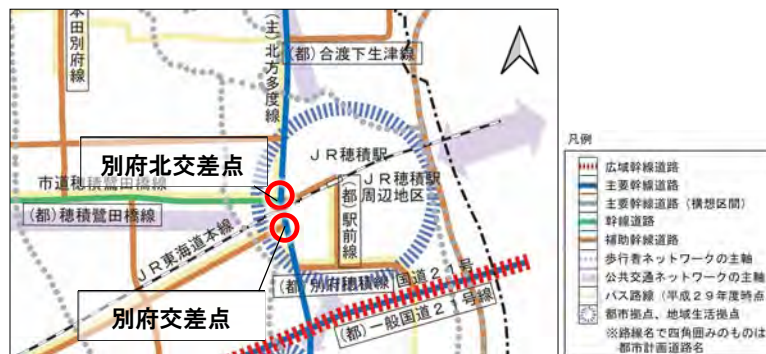 本田別府線
(主)北方多度線
(都)合渡下生津線
別府北交差点
JR穂積駅
市道穂積鷺田橋線
JR穂積駅
周辺地区
(都)穂積鷺田橋線
(都)駅前線
JR東海道本線
(都)別府穂積線
国道21号
別府交差点
(都)一般国道21号線
凡例
広域幹線道路
主要幹線道路
主要幹線道路(構想区間)
幹線道路
補助幹線道路
歩行者ネットワークの主軸
公共交通ネットワークの主軸
バス路線(平成29年度時点
都市拠点、地域生活拠点
※路線名で四角囲みのものは
都市計画道路名